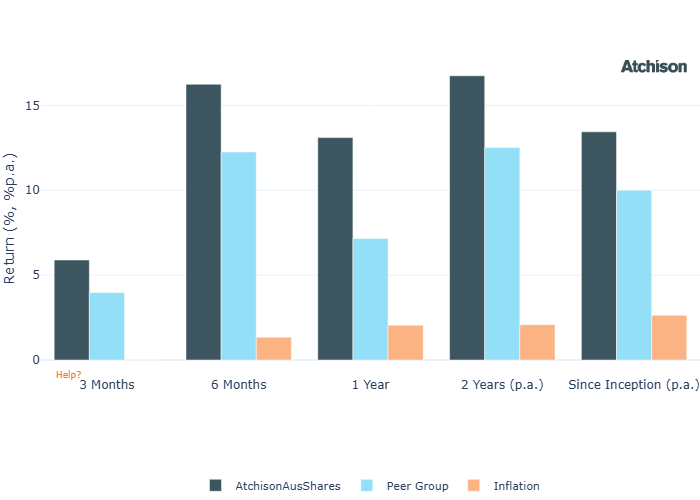 Atchison
Return (%, %p.a.)
15
10
5
0
Help?
3 Months
6 Months
1 Year
2 Years (p.a.)
Since Inception (p.a.)
AtchisonAusShares
Peer Group
Inflation